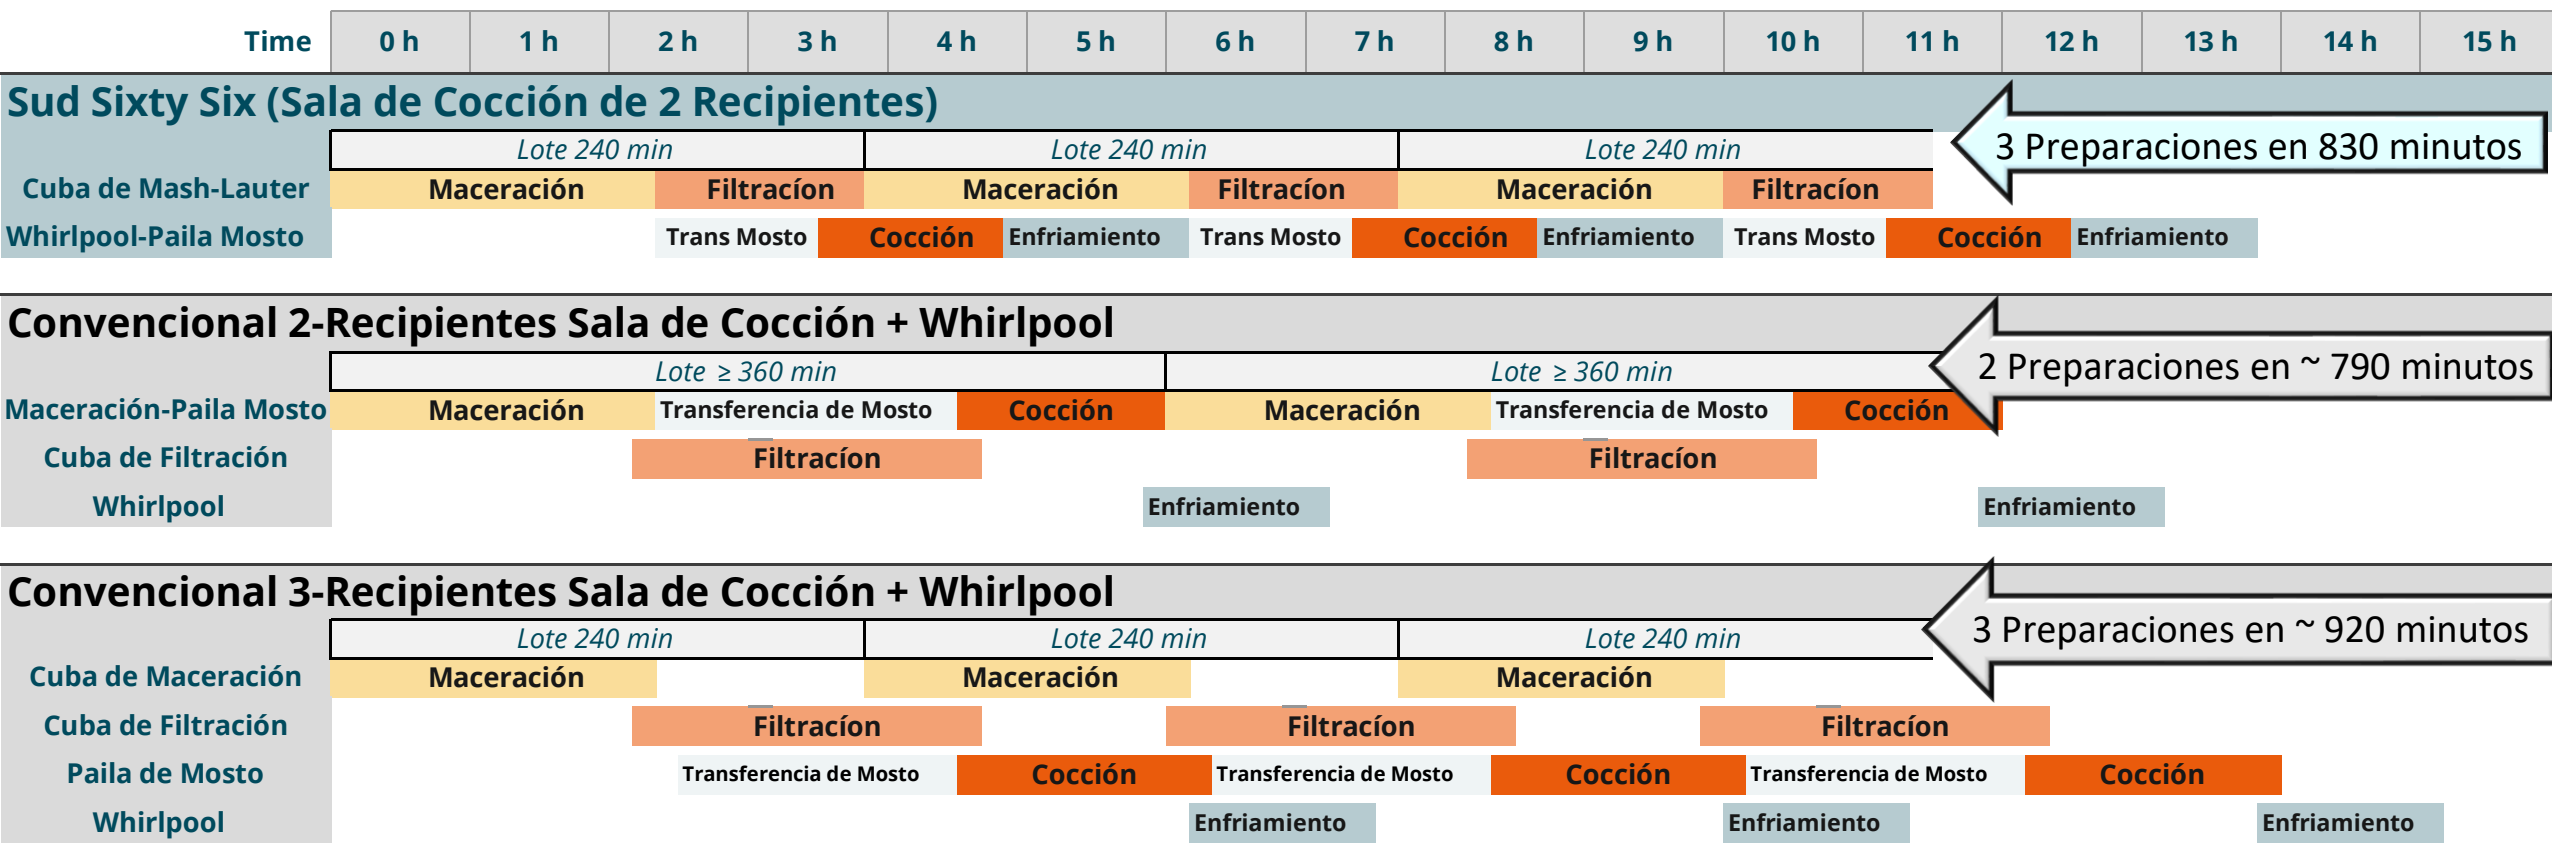 Time 0 h 1 h 2 h 3 h 4 h 5 h 6 h 7 h 8 h 9 h 10 h 11 h 12 h 13 h 14 h 15 h
Sud Sixty Six (Sala de Cocción de 2 Recipientes)
3 Preparaciones en 830 minutos
Lote 240 min Lote 240 min Lote 240 min
Cuba de Mash-Lauter Maceración Filtracíon Maceración Filtracíon Maceración Filtracíon
Whirlpool-Paila Mosto Trans Mosto Cocción Enfriamiento Trans Mosto Cocción Enfriamiento Trans Mosto Cocción Enfriamiento
Convencional 2-Recipientes Sala de Cocción + Whirlpool
2 Preparaciones en ~ 790 minutos
Lote ≥ 360 min Lote ≥ 360 min
Maceración-Paila Mosto Maceración Transferencia de Mosto Cocción Maceración Transferencia de Mosto Cocción
Cuba de Filtración Filtracíon Filtracíon
Whirlpool Enfriamiento Enfriamiento
Convencional 3-Recipientes Sala de Cocción + Whirlpool
3 Preparaciones en ~ 920 minutos
Lote 240 min Lote 240 min Lote 240 min
Cuba de Maceración Maceración Maceración Maceración
Cuba de Filtración Filtracíon Filtracíon Filtracíon
Paila de Mosto Transferencia de Mosto Cocción Transferencia de Mosto Cocción Transferencia de Mosto Cocción
Whirlpool Enfriamiento Enfriamiento Enfriamiento